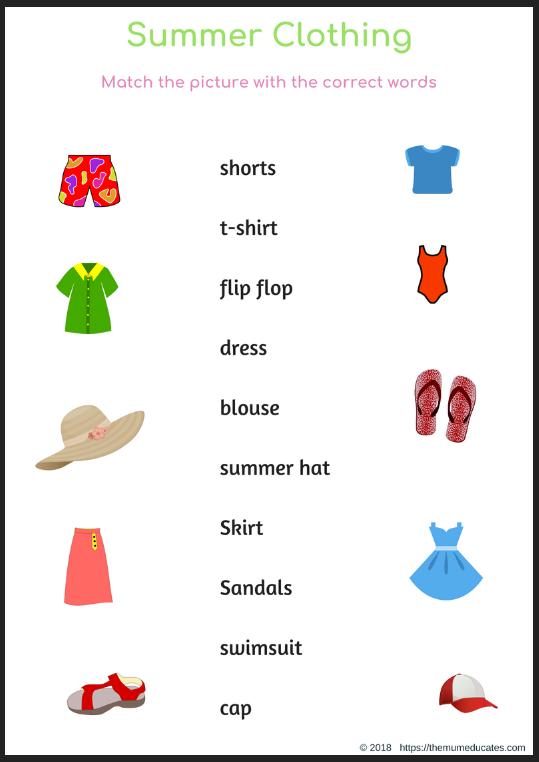 Summer Clothing
Match the picture with the correct words
shorts
t-shirt
flip flop
dress
blouse
summer hat
Skirt
Sandals
swimsuit
cap
© 2018 https://themumeducates.com